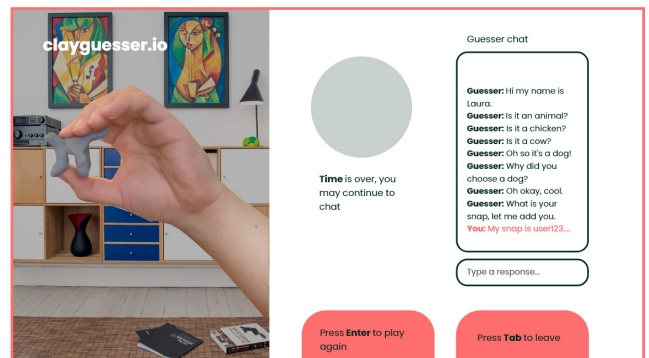 clayguesser.io
Time is over, you
may continue to
chat
Guesser chat
Guesser: Hi my name is
Laura.
Guesser: Is it an animal?
Guesser: Is it a chicken?
Guesser: Is it a cow?
Guesser: Oh so it's a dog!
Guesser: Why did you
choose a dog?
Guesser: Oh okay, cool.
Guesser: What is your
snap, let me add you.
You: My snap is user123....
Type a response...
Press Enter to play
again
Press Tab to leave